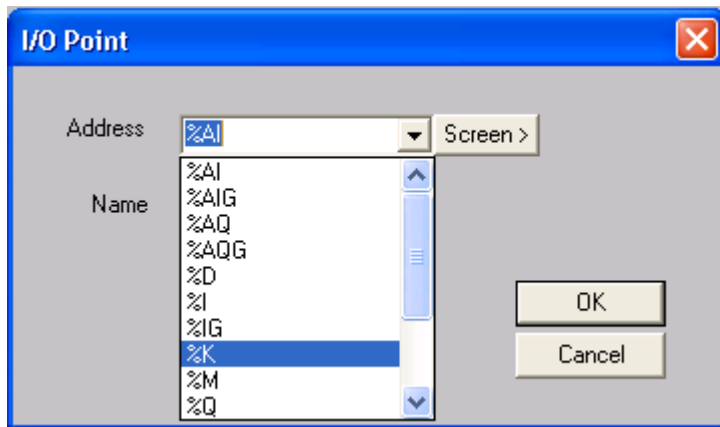 I/O Point
Address %AI Screen >
%AI
Name %AIG
%AQ
%AQG
%D
%I
%IG
%K
%M
%Q
OK
Cancel